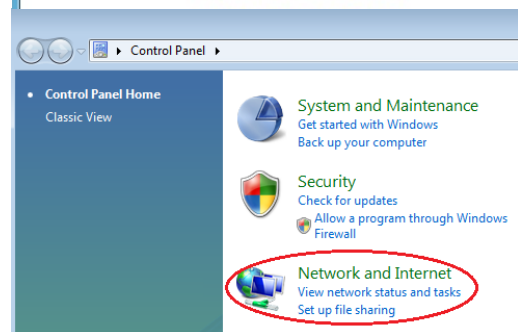 Control Panel
Control Panel Home
Classic View
System and Maintenance
Get started with Windows
Back up your computer
Security
Check for updates
Allow a program through Windows
Firewall
Network and Internet
View network status and tasks
Set up file sharing